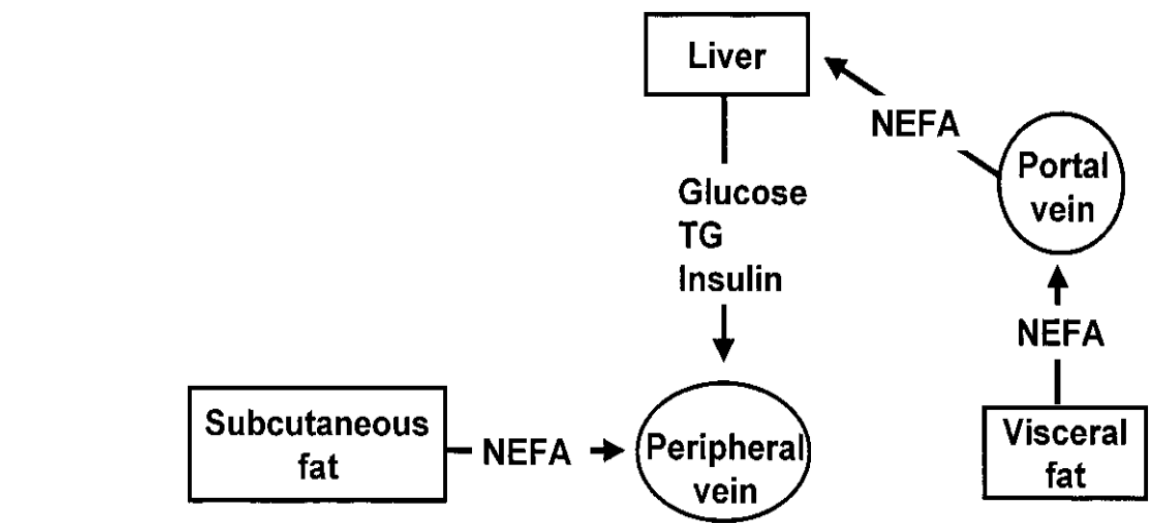 Liver
NEFA
Portal
vein
Glucose
TG
Insulin
NEFA
Subcutaneous
fat
NEFA
Peripheral
vein
Visceral
fat